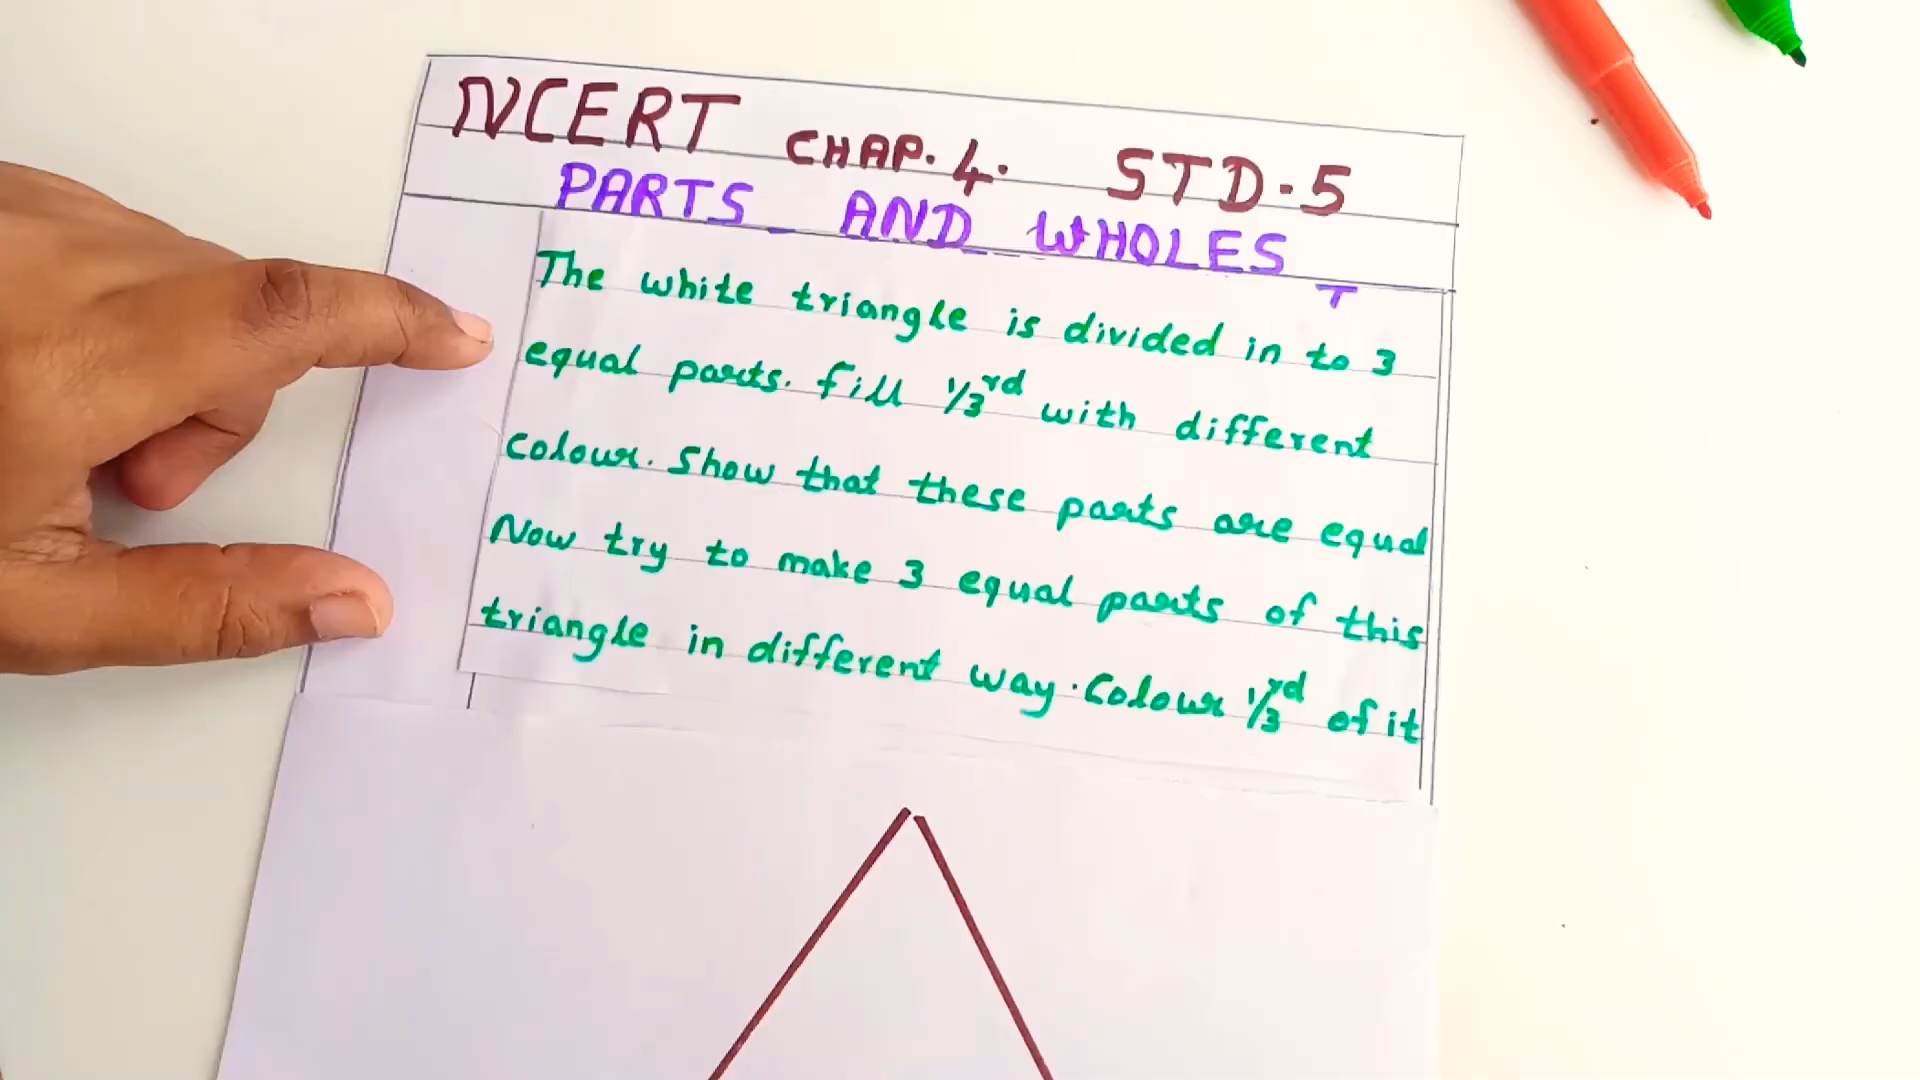 NCERT CHAP. 4. STD. 5
PARTS AND WHOLES
T
The white triangle is divided in to 3
equal parts. fill 1/3rd with different
Colour. Show that these parts are equal
Now try to make 3 equal parts of this
triangle in different way. Colour 1/3rd of it